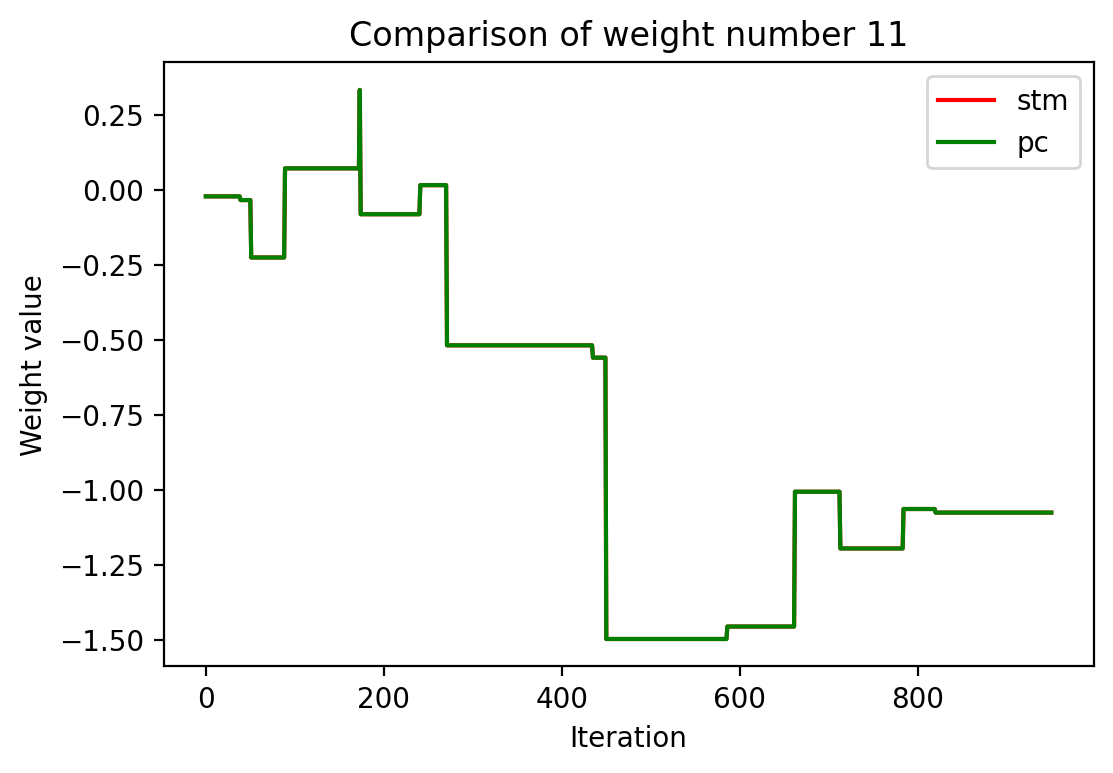 Comparison of weight number 11
stm
pc
0.25
0.00
−0.25
−0.50
−0.75
−1.00
−1.25
−1.50
Weight value
0
200
400
600
800
Iteration